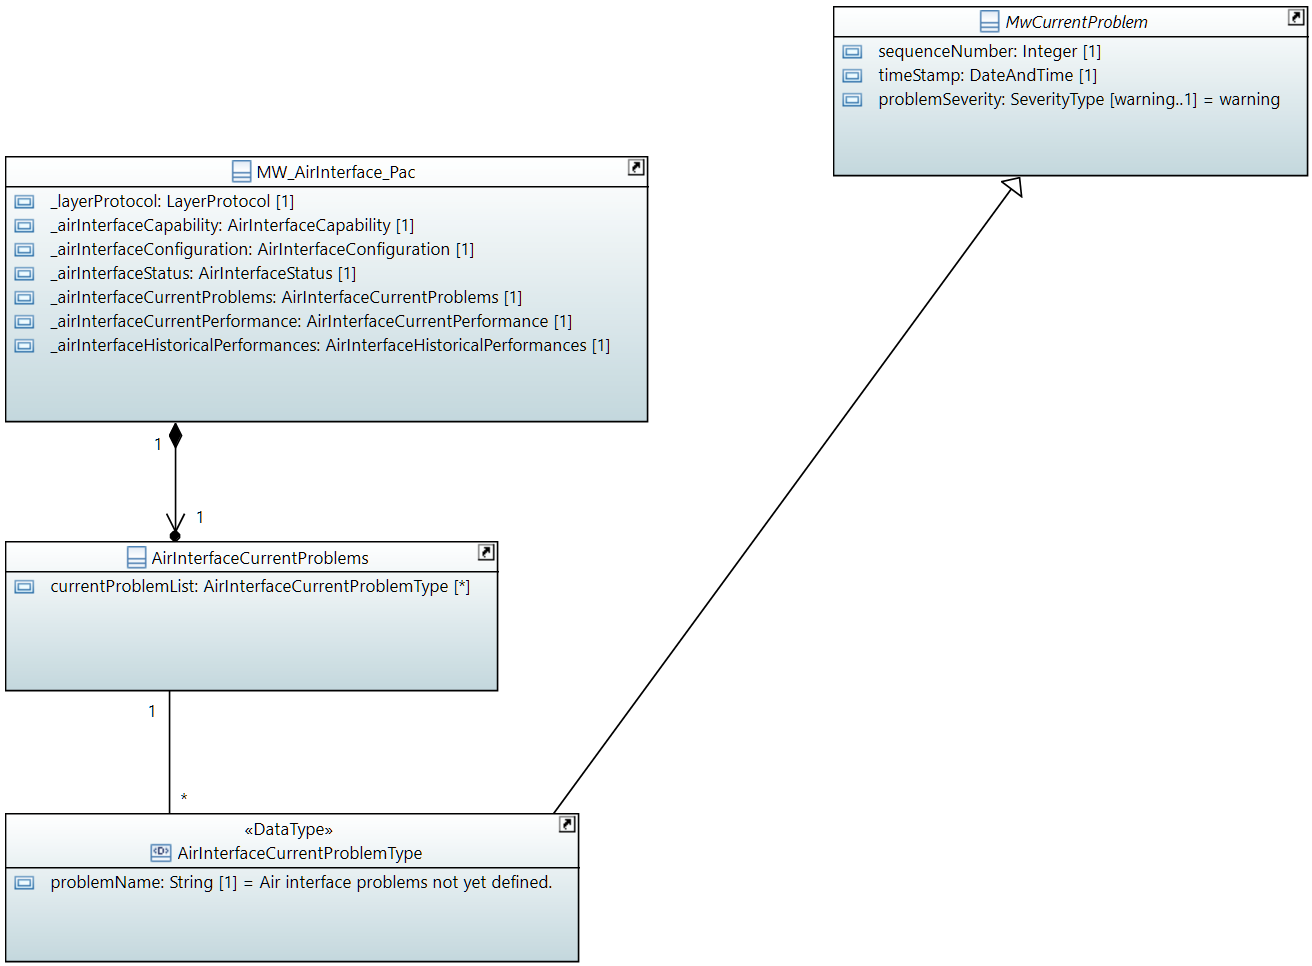 MwCurrentProblem
sequenceNumber: Integer [1]
timeStamp: DateAndTime [1]
problemSeverity: SeverityType [warning..1] = warning
MW_AirInterface_Pac
_layerProtocol: LayerProtocol [1]
_airInterfaceCapability: AirInterfaceCapability [1]
_airInterfaceConfiguration: AirInterfaceConfiguration [1]
_airInterfaceStatus: AirInterfaceStatus [1]
_airInterfaceCurrentProblems: AirInterfaceCurrentProblems [1]
_airInterfaceCurrentPerformance: AirInterfaceCurrentPerformance [1]
_airInterfaceHistoricalPerformances: AirInterfaceHistoricalPerformances [1]
1
1
AirInterfaceCurrentProblems
currentProblemList: AirInterfaceCurrentProblemType [*]
1
*
«DataType»
«D» AirInterfaceCurrentProblemType
problemName: String [1] = Air interface problems not yet defined.